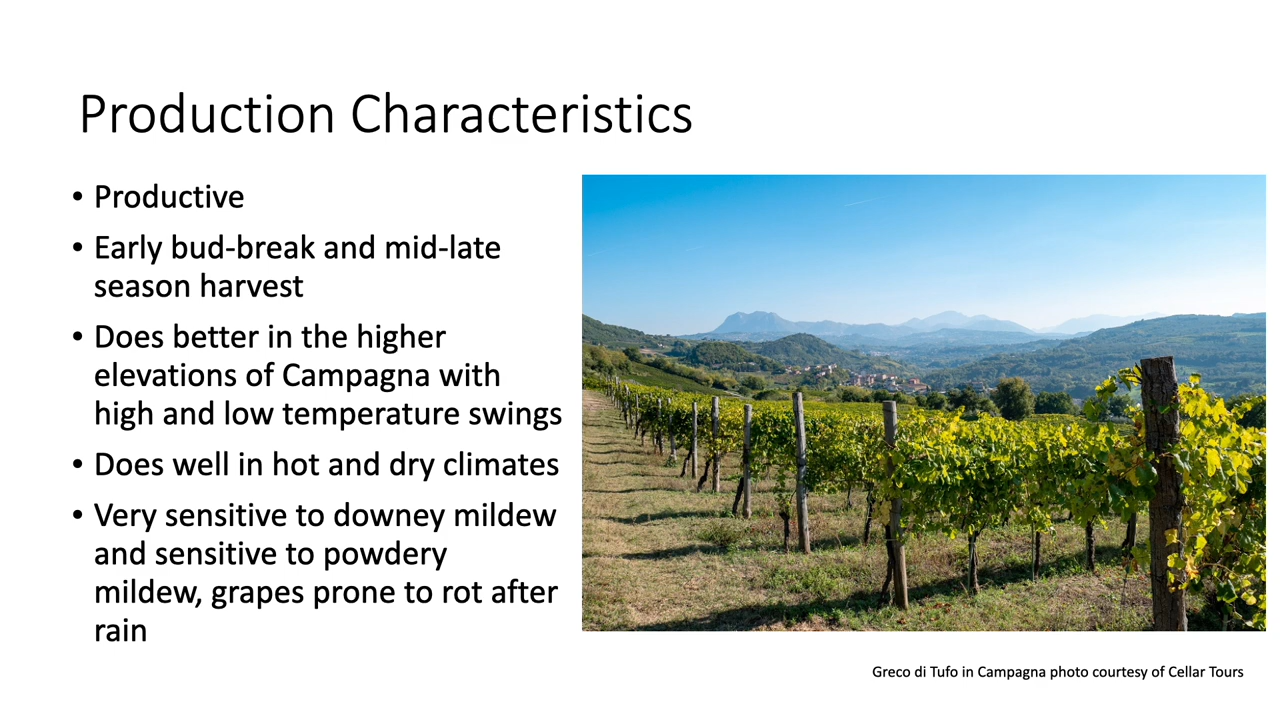 Production Characteristics
• Productive
• Early bud-break and mid-late
season harvest
• Does better in the higher
elevations of Campagna with
high and low temperature swings
• Does well in hot and dry climates
• Very sensitive to downey mildew
and sensitive to powdery
mildew, grapes prone to rot after
rain
Greco di Tufo in Campagna photo courtesy of Cellar Tours